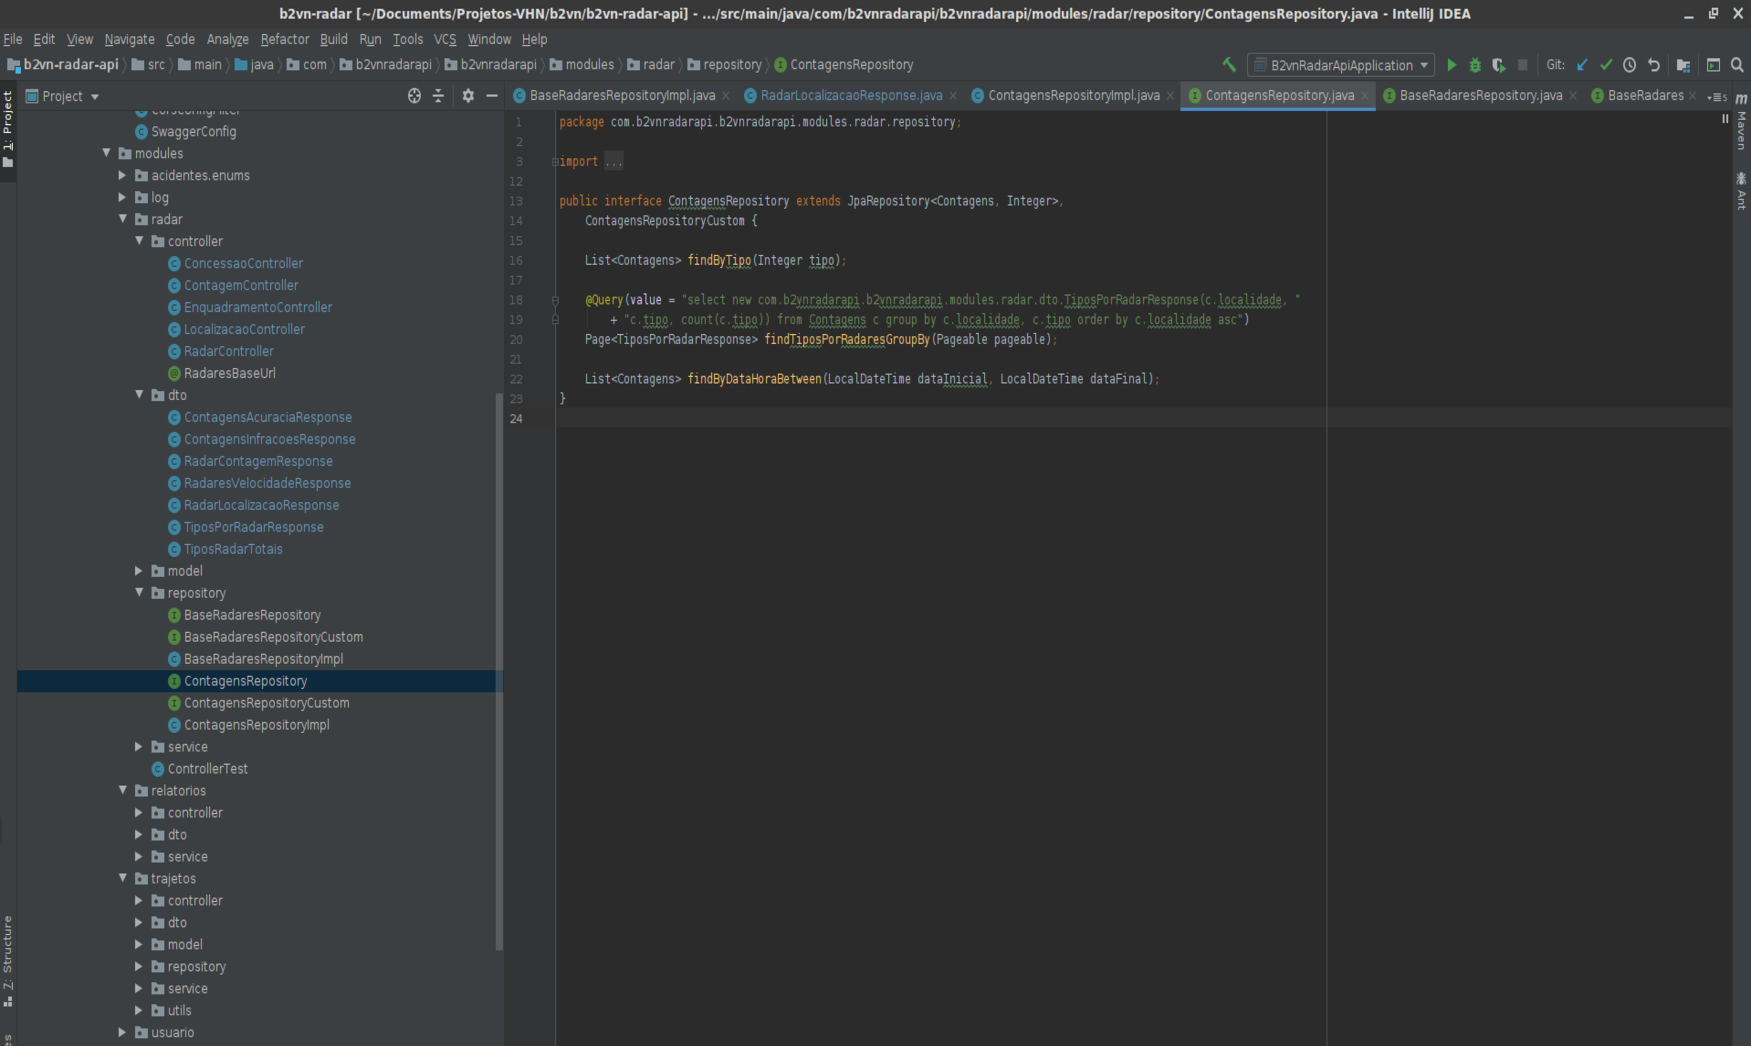 b2vn-radar [~/Documents/Projetos-VHN/b2vn/b2vn-radar-api] - .../src/main/java/com/b2vnradarapi/b2vnradarapi/modules/radar/repository/ContagensRepository.java - IntelliJ IDEA
File Edit View Navigate Code Analyze Refactor Build Run Tools VCS Window Help
b2vn-radar-api src main java com b2vnradarapi b2vnradarapi modules radar repository ContagensRepository
B2vnRadarApiApplication Git:
Project
BaseRadaresRepositoryImpl.java RadarLocalizacaoResponse.java ContagensRepositoryImpl.java ContagensRepository.java BaseRadaresRepository.java BaseRadares 5
1: Project
Z: Structure
Maven
Ant
SwaggerConfig
modules
acidentes.enums
log
radar
controller
ConcessaoController
ContagemController
EnquadramentoController
LocalizacaoController
RadarController
RadaresBaseUrl
dto
ContagensAcuraciaResponse
ContagensInfracoesResponse
RadarContagemResponse
RadaresVelocidadeResponse
RadarLocalizacaoResponse
TiposPorRadarResponse
TiposRadarTotais
model
repository
BaseRadaresRepository
BaseRadaresRepositoryCustom
BaseRadaresRepositoryImpl
ContagensRepository
ContagensRepositoryCustom
ContagensRepositoryImpl
service
ControllerTest
relatorios
controller
dto
service
trajetos
controller
dto
model
repository
service
utils
usuario
1 package com.b2vnradarapi.b2vnradarapi.modules.radar.repository;
2
3 import ...
12
13 public interface ContagensRepository extends JpaRepository<Contagens, Integer>,
14 ContagensRepositoryCustom {
15
16 List<Contagens> findByTipo(Integer tipo);
17
18 @Query(value = "select new com.b2vnradarapi.b2vnradarapi.modules.radar.dto.TiposPorRadarResponse(c.localidade, "
19 + "c.tipo, count(c.tipo)) from Contagens c group by c.localidade, c.tipo order by c.localidade asc")
20 Page<TiposPorRadarResponse> findTiposPorRadaresGroupBy(Pageable pageable);
21
22 List<Contagens> findByDataHoraBetween(LocalDateTime dataInicial, LocalDateTime dataFinal);
23 }
24